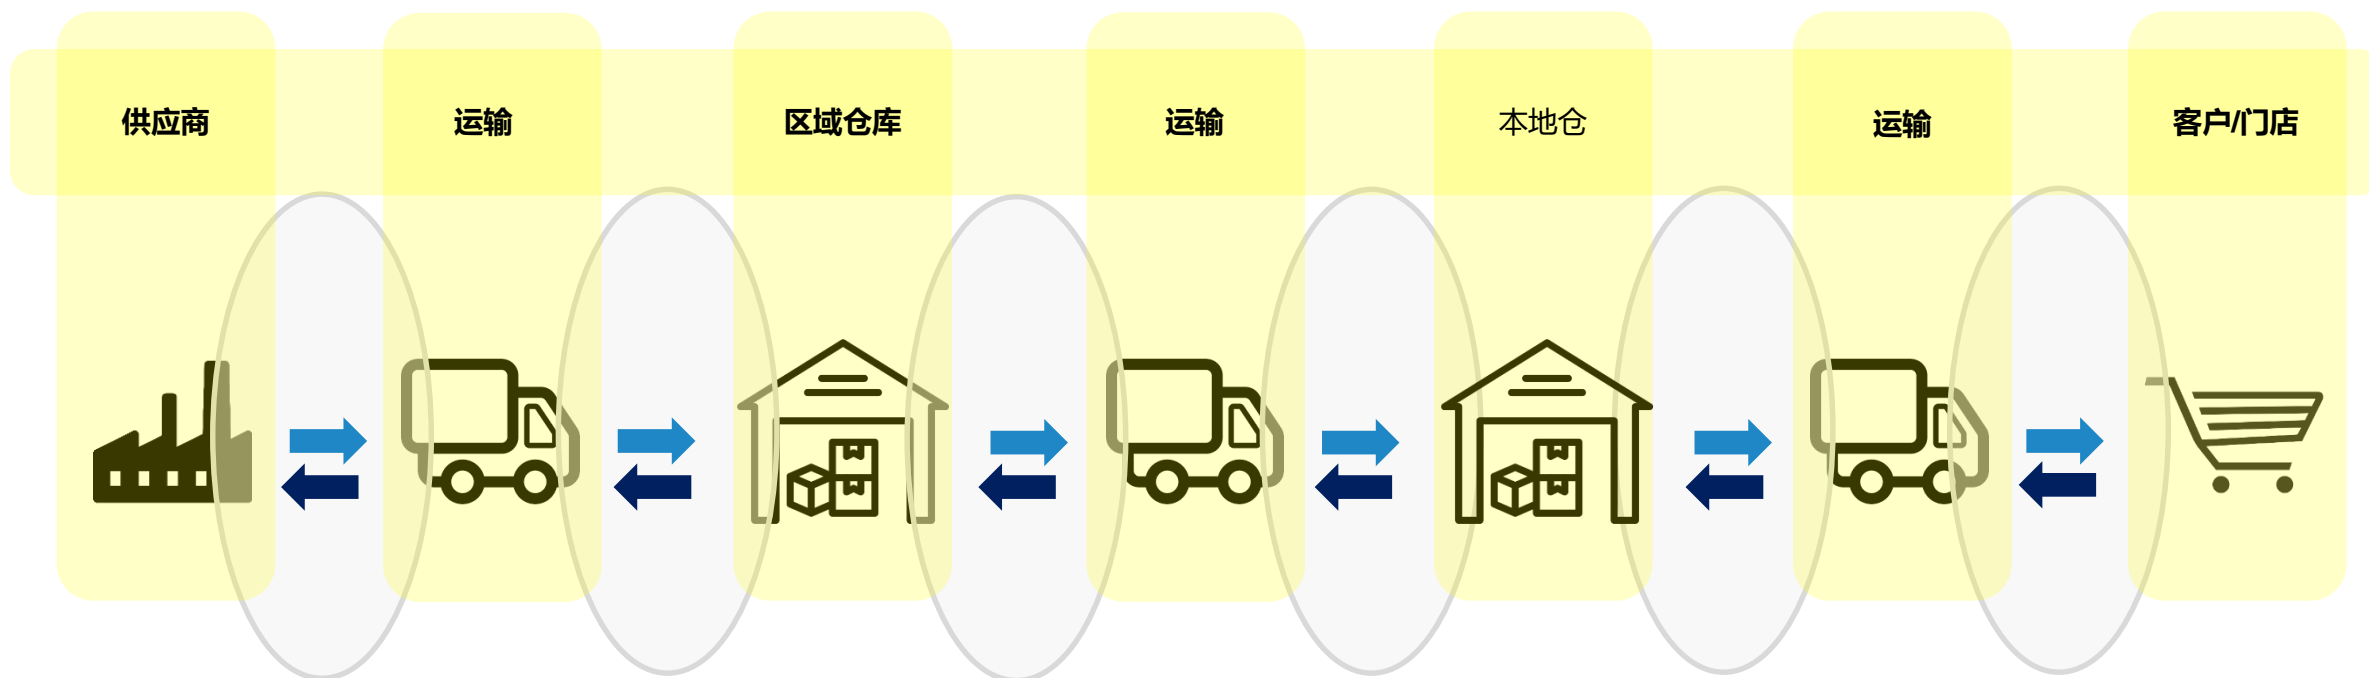 供应商
运输
区域仓库
运输
本地仓
运输
客户/门店